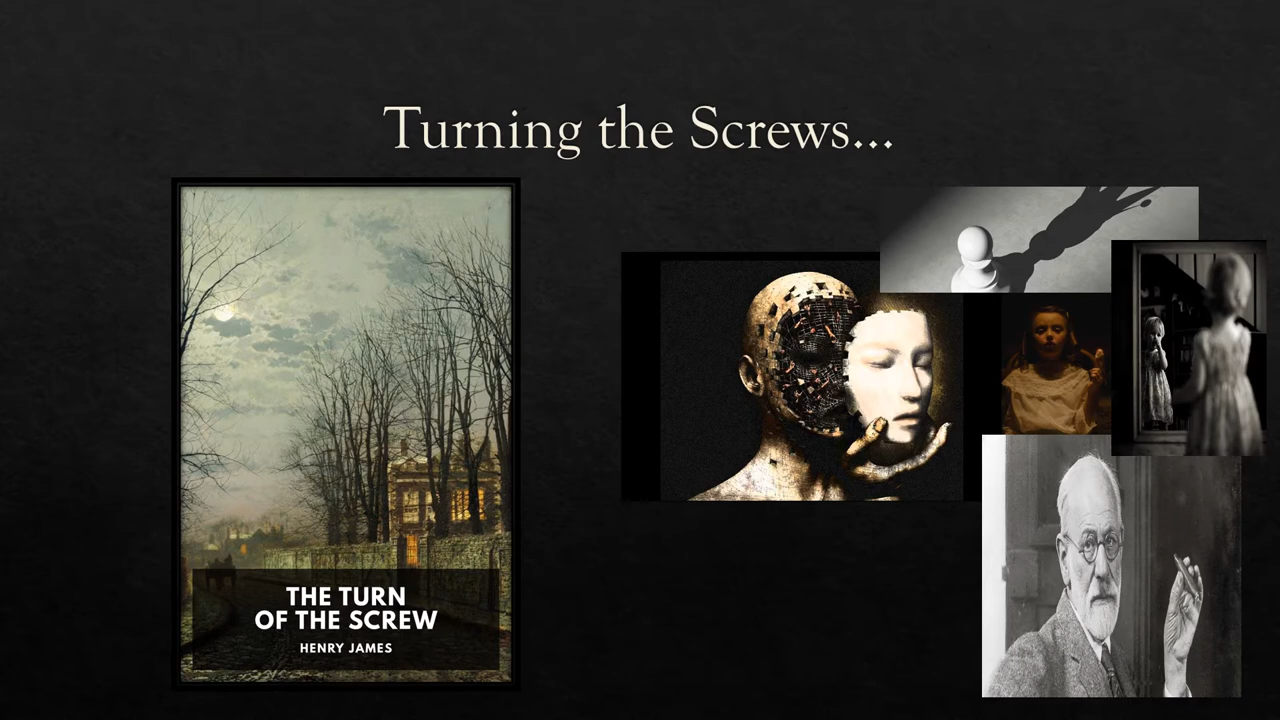 Turning the Screws...
THE TURN
OF THE SCREW
HENRY JAMES